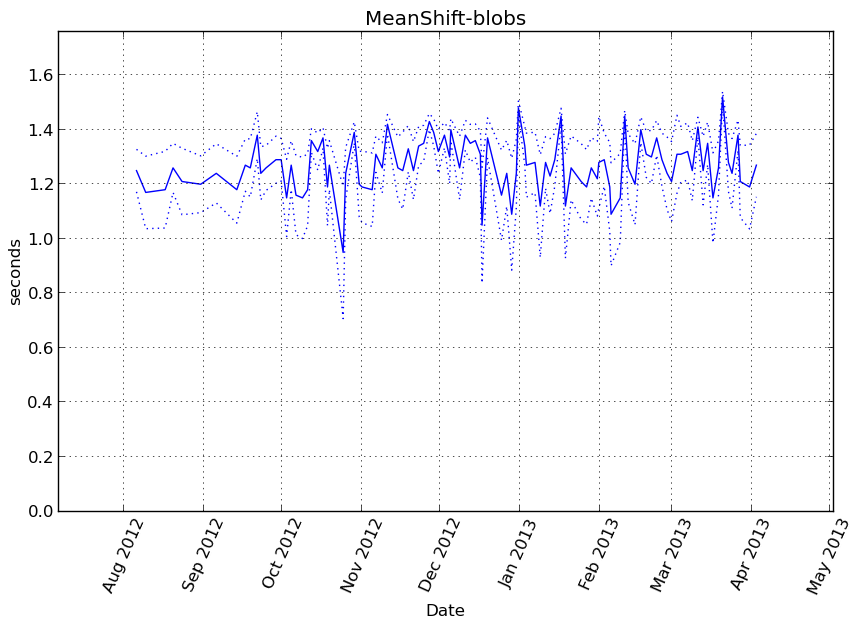 MeanShift-blobs
1.6
1.4
1.2
1.0
0.8
0.6
0.4
0.2
0.0
seconds
Aug 2012
Sep 2012
Oct 2012
Nov 2012
Dec 2012
Jan 2013
Feb 2013
Mar 2013
Apr 2013
May 2013
Date